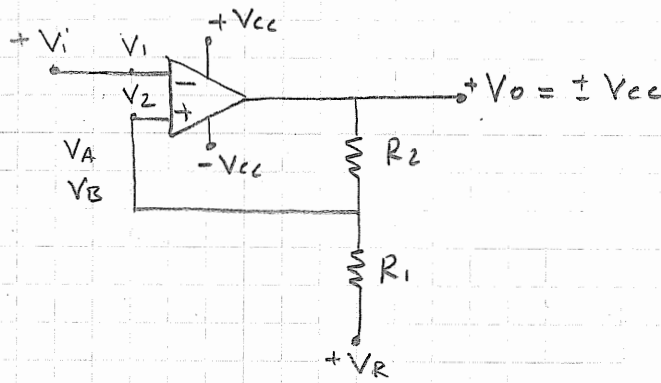 +Vcc
+ Vi
V1
-
V2
+
+ Vo = ± Vcc
-Vcc
VA
VB
R2
R1
+VR